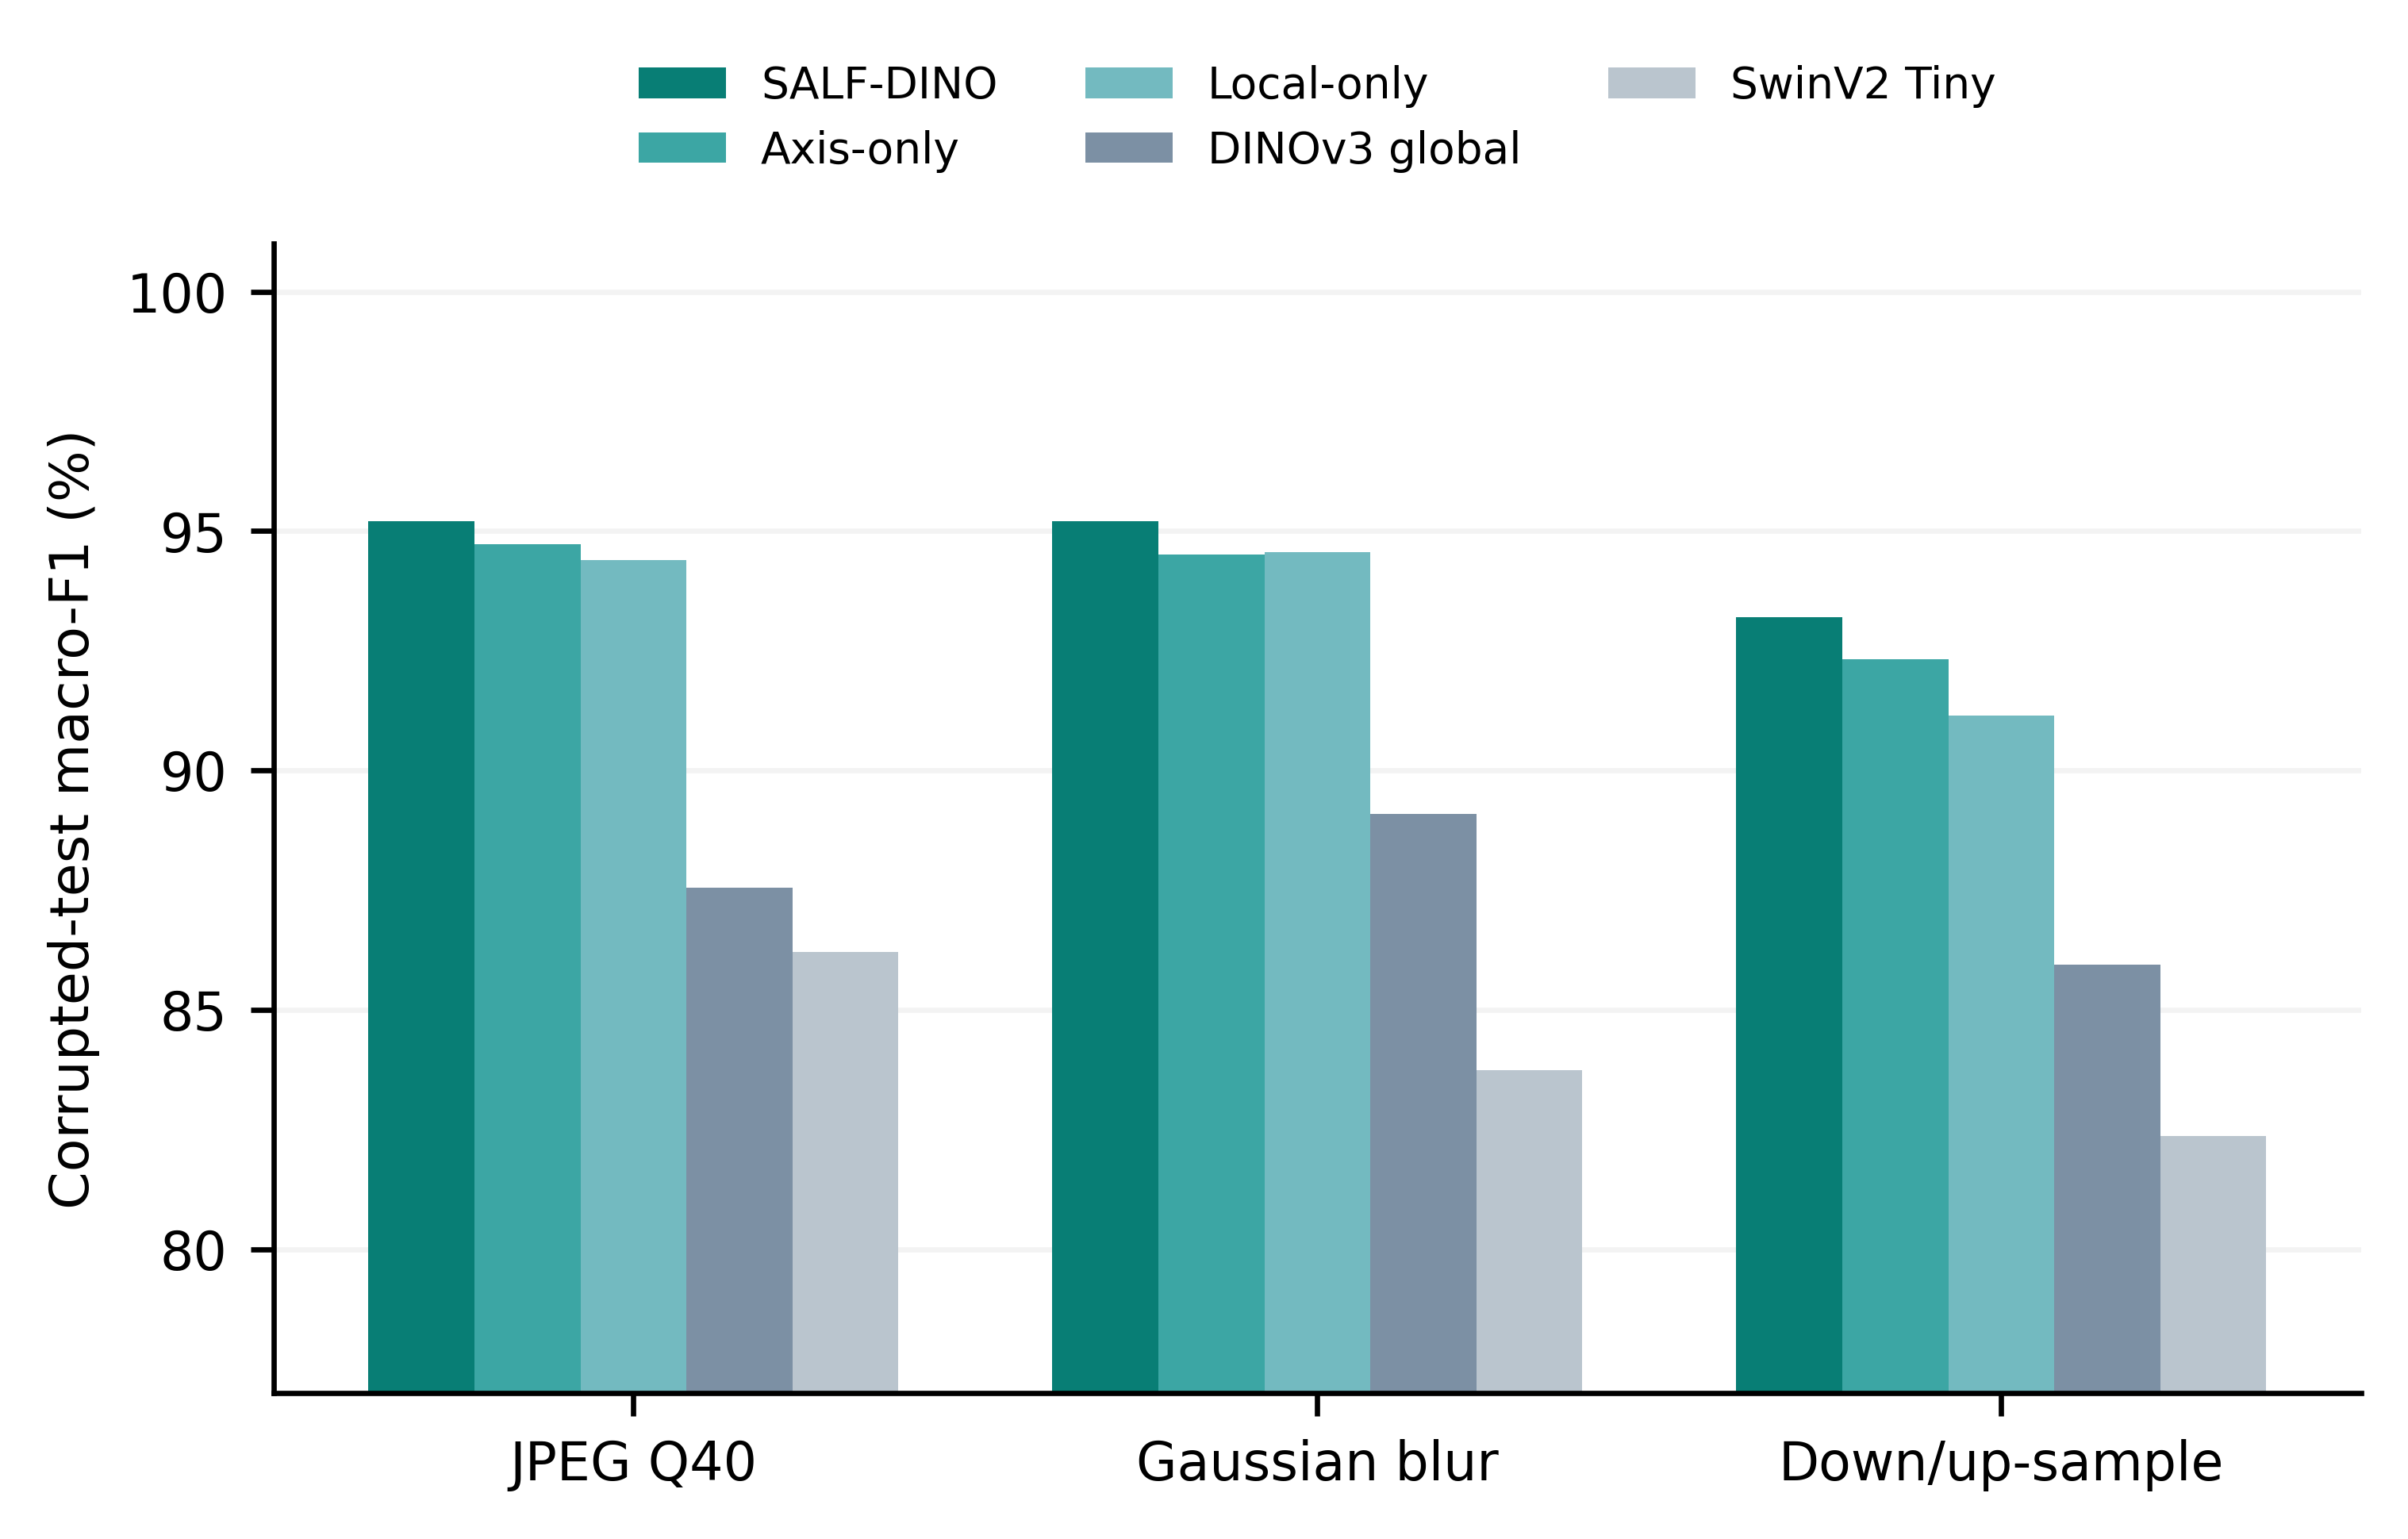 SALF-DINO
Axis-only
Local-only
DINOv3 global
SwinV2 Tiny
Corrupted-test macro-F1 (%)
100
95
90
85
80
JPEG Q40
Gaussian blur
Down/up-sample